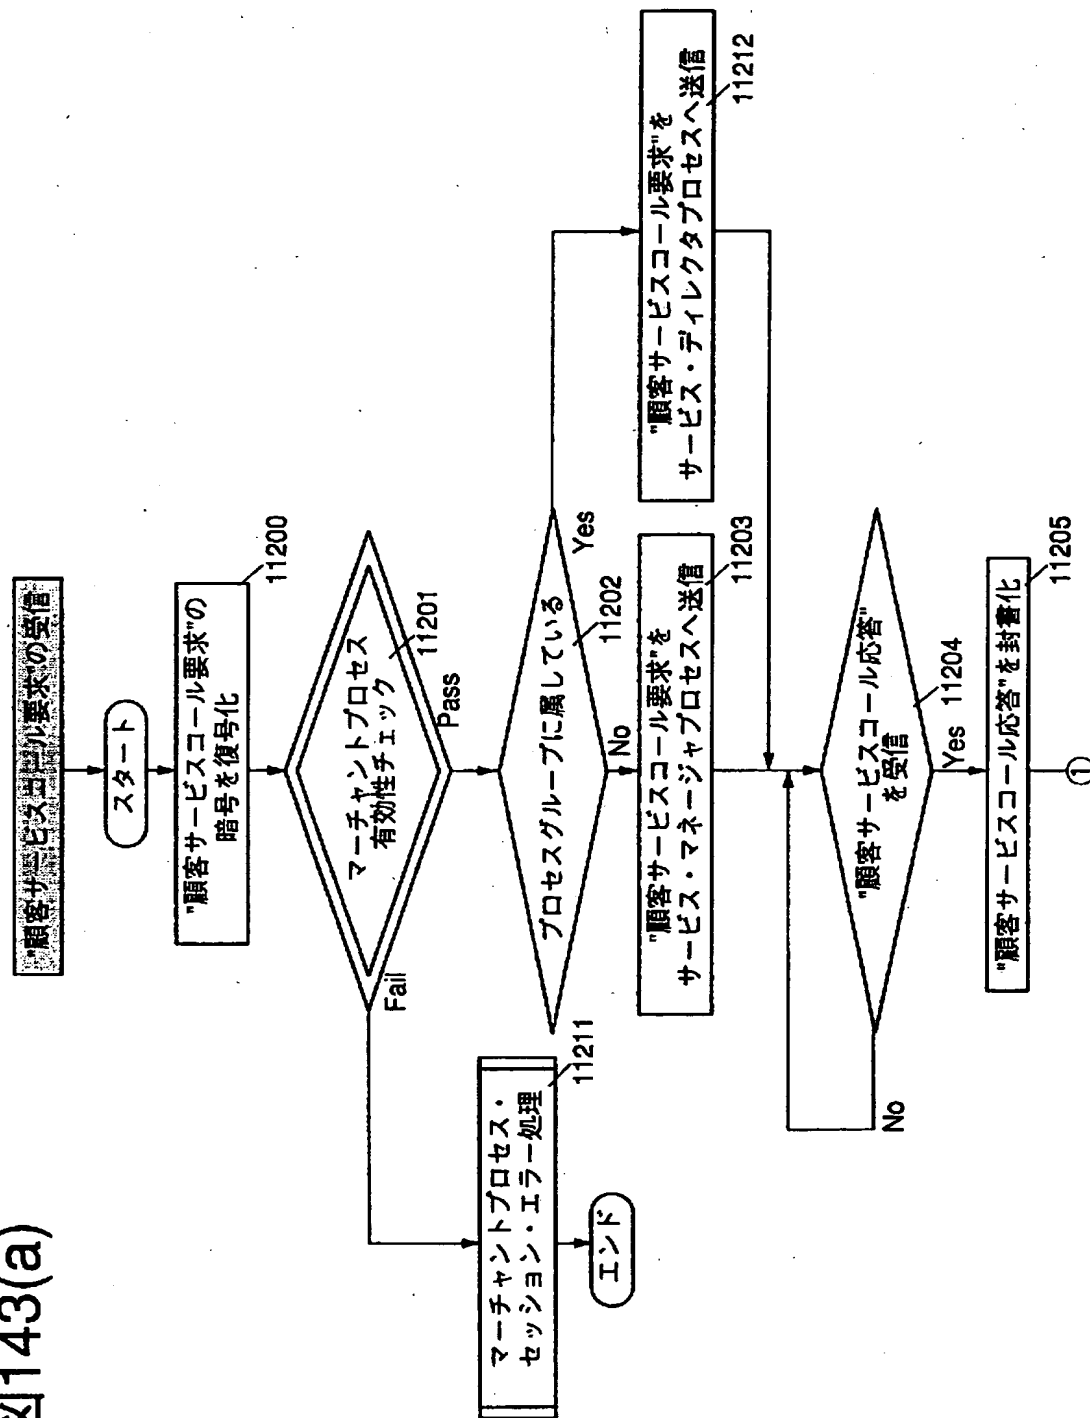 図143(a)
"顧客サービスコール要求"の受信
スタート
"顧客サービスコール要求"の
暗号を復号化
11200
マーチャントプロセス
有効性チェック
11201
Fail
Pass
マーチャントプロセス・
セッション・エラー処理
11211
エンド
プロセスグループに属している
11202
Yes
No
"顧客サービスコール要求"を
サービス・マネージャプロセスへ送信
11203
"顧客サービスコール要求"を
サービス・ディレクタプロセスへ送信
11212
"顧客サービスコール応答"
を受信
11204
No
Yes
"顧客サービスコール応答"を封書化
11205
①